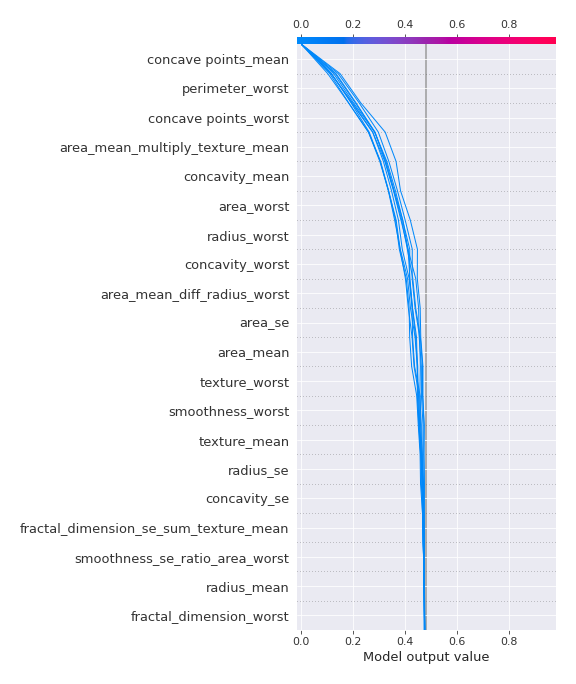 0.0 0.2 0.4 0.6 0.8
concave points_mean
perimeter_worst
concave points_worst
area_mean_multiply_texture_mean
concavity_mean
area_worst
radius_worst
concavity_worst
area_mean_diff_radius_worst
area_se
area_mean
texture_worst
smoothness_worst
texture_mean
radius_se
concavity_se
fractal_dimension_se_sum_texture_mean
smoothness_se_ratio_area_worst
radius_mean
fractal_dimension_worst
0.0 0.2 0.4 0.6 0.8
Model output value